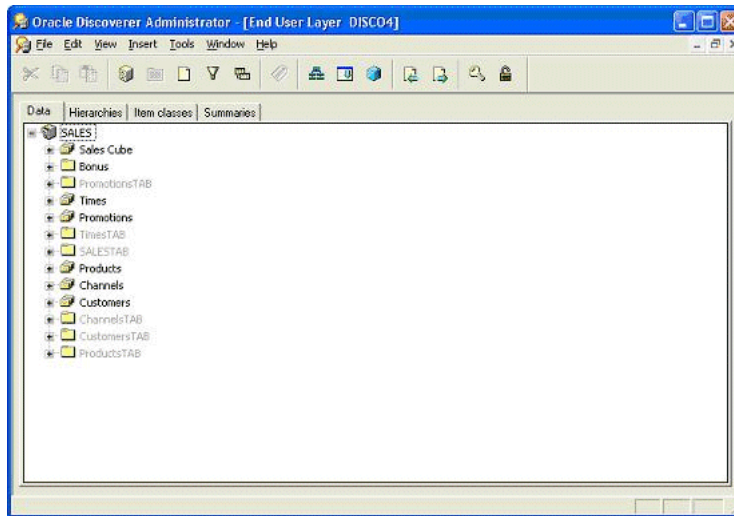 Oracle Discoverer Administrator - [End User Layer DISCO4]
File Edit View Insert Tools Window Help
Data Hierarchies Item classes Summaries
SALES
Sales Cube
Bonus
PromotionsTAB
Times
Promotions
TimesTAB
SALESTAB
Products
Channels
Customers
ChannelsTAB
CustomersTAB
ProductsTAB